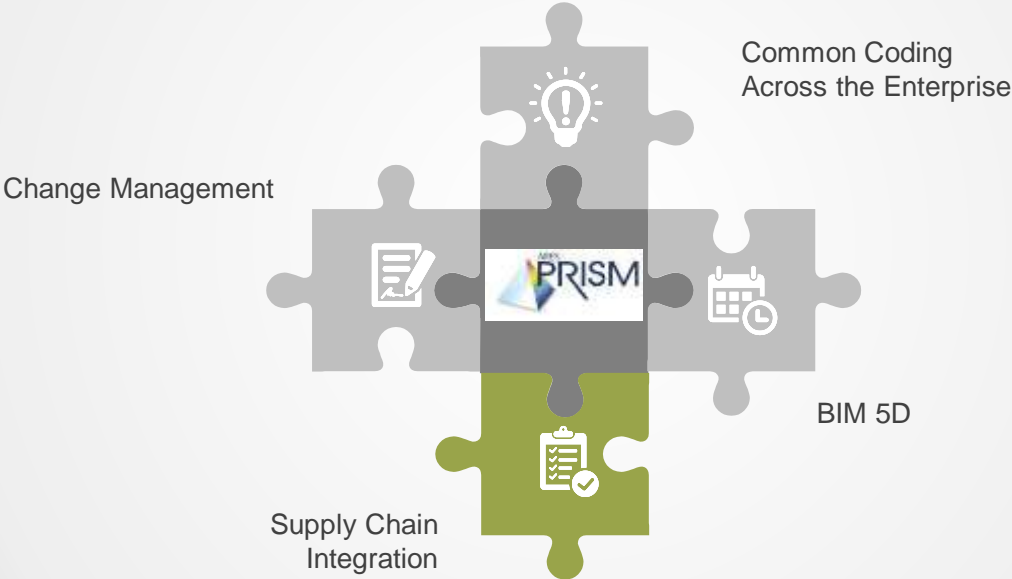 Common Coding
Across the Enterprise
Change Management
PRISM
BIM 5D
Supply Chain
Integration